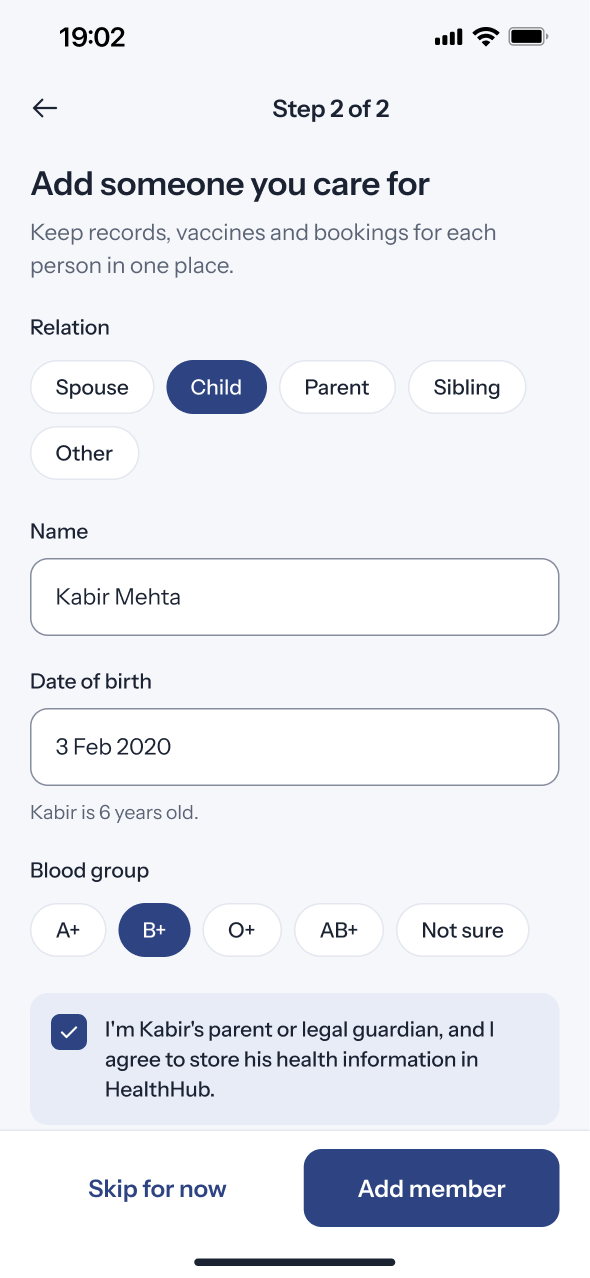 19:02
Step 2 of 2
Add someone you care for
Keep records, vaccines and bookings for each
person in one place.
Relation
Spouse
Child
Parent
Sibling
Other
Name
Kabir Mehta
Date of birth
3 Feb 2020
Kabir is 6 years old.
Blood group
A+
B+
O+
AB+
Not sure
I'm Kabir's parent or legal guardian, and I
agree to store his health information in
HealthHub.
Skip for now
Add member